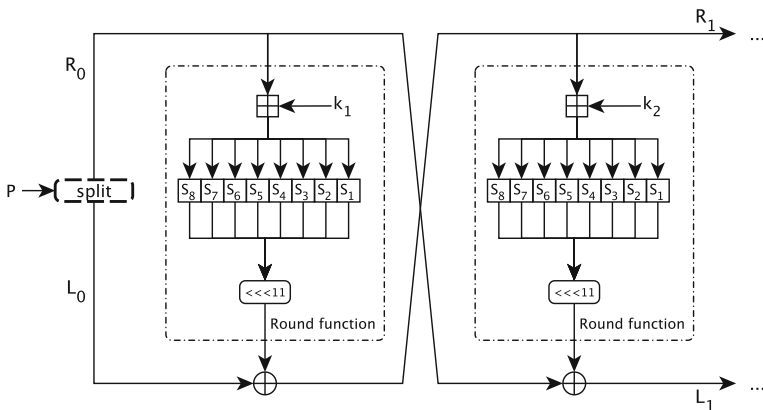 R1
...
R0
k1
k2
P
split
S8 S7 S6 S5 S4 S3 S2 S1
S8 S7 S6 S5 S4 S3 S2 S1
L0
<<<11
<<<11
Round function
Round function
L1
...